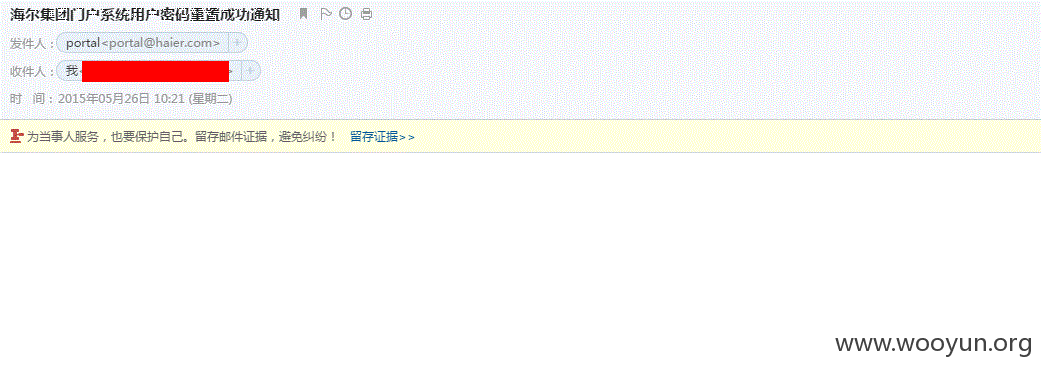 海尔集团门户系统用户密码重置成功通知
发件人：portal<portal@haier.com> +
收件人：我 > +
时 间：2015年05月26日 10:21 (星期二)
为当事人服务，也要保护自己。留存邮件证据，避免纠纷！ 留存证据>>
www.wooyun.org